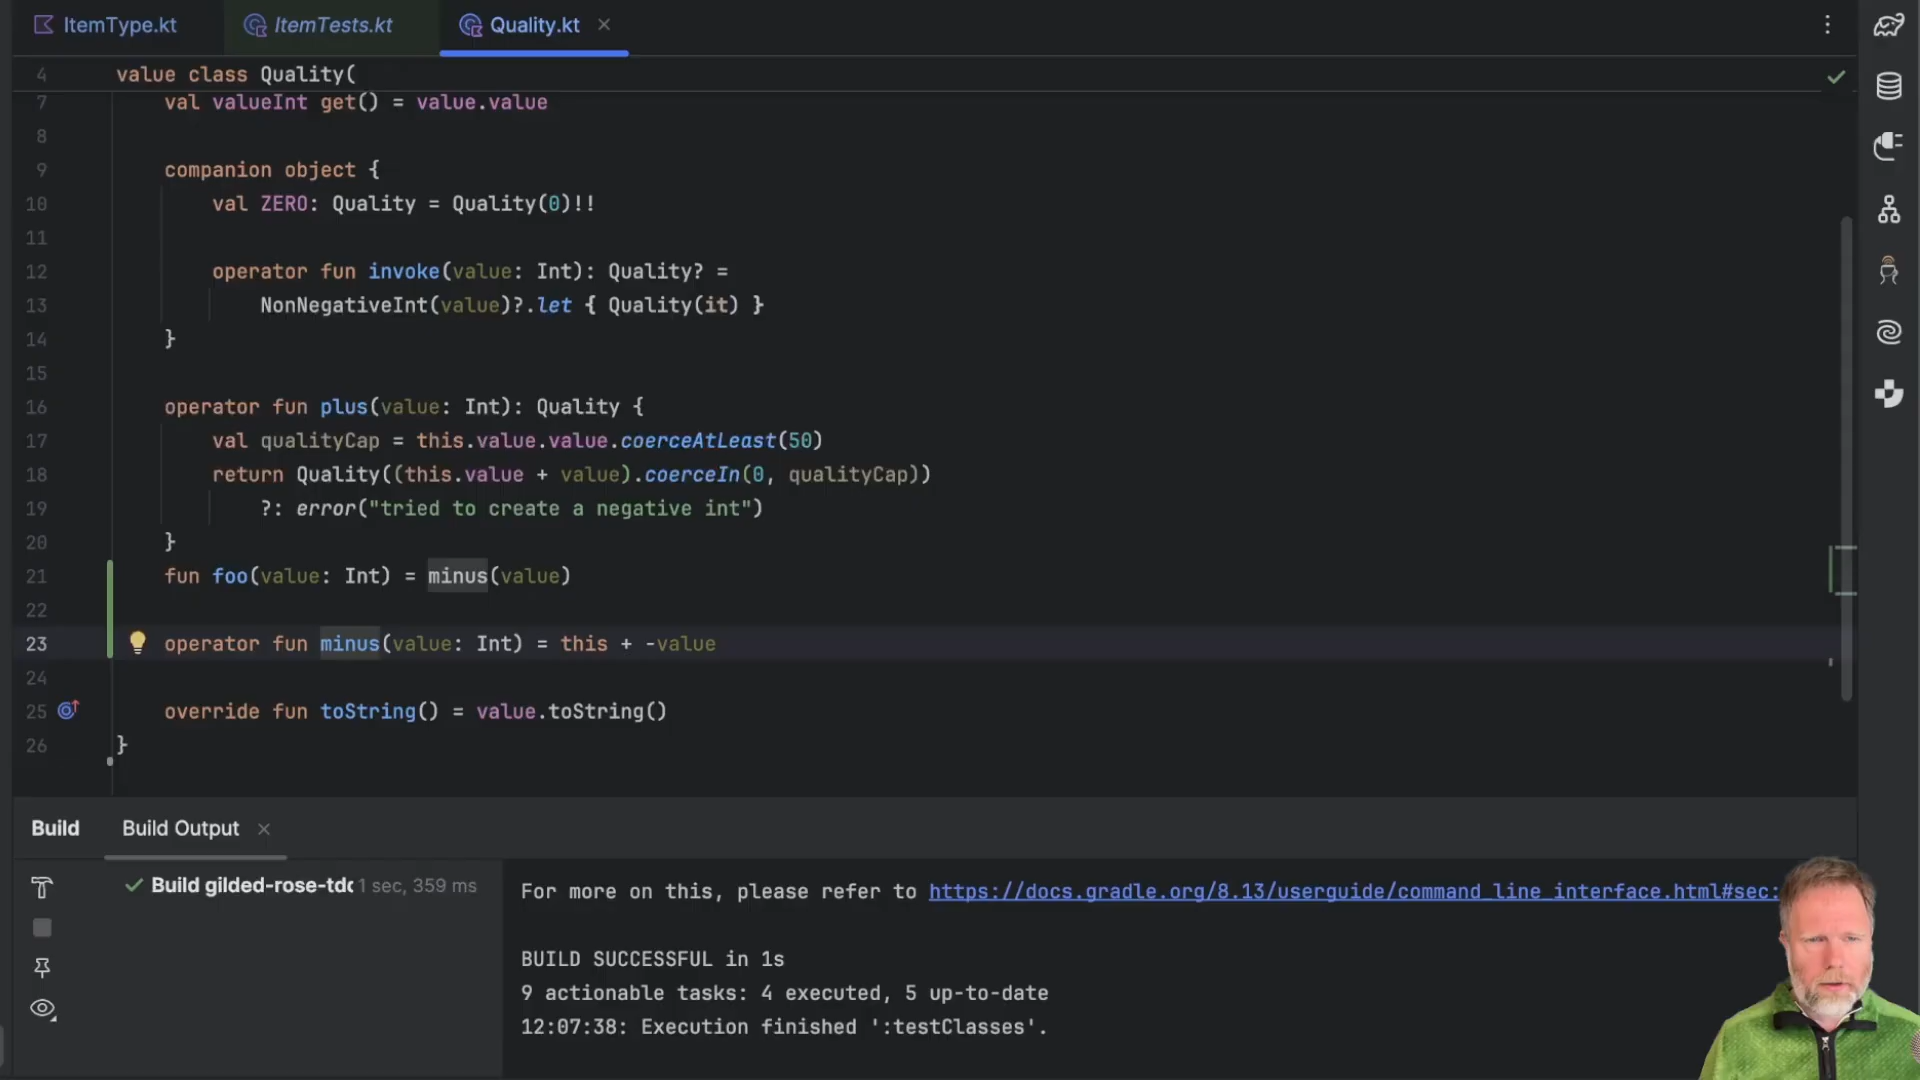 ItemType.kt
ItemTests.kt
Quality.kt
4 value class Quality(
7 val valueInt get() = value.value
8
9 companion object {
10 val ZERO: Quality = Quality(0)!!
11
12 operator fun invoke(value: Int): Quality? =
13 NonNegativeInt(value)?.let { Quality(it) }
14 }
15
16 operator fun plus(value: Int): Quality {
17 val qualityCap = this.value.value.coerceAtLeast(50)
18 return Quality((this.value + value).coerceIn(0, qualityCap))
19 ?: error("tried to create a negative int")
20 }
21 fun foo(value: Int) = minus(value)
22
23 operator fun minus(value: Int) = this + -value
24
25 override fun toString() = value.toString()
26 }
Build
Build Output
Build gilded-rose-tdd 1 sec, 359 ms
For more on this, please refer to https://docs.gradle.org/8.13/userguide/command_line_interface.html#sec:
BUILD SUCCESSFUL in 1s
9 actionable tasks: 4 executed, 5 up-to-date
12:07:38: Execution finished ':testClasses'.